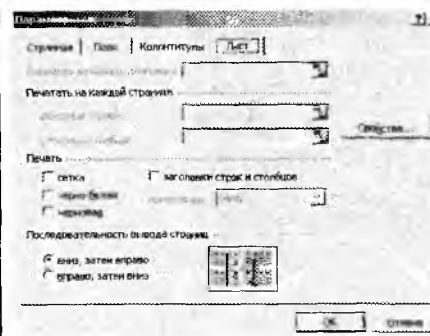 Страница Поля Колонтитулы Лист
Печатать на каждой странице
Свойства...
Печать
сетка заголовки строк и столбцов
черно-белая
черновая
Последовательность вывода страниц
вниз, затем вправо
вправо, затем вниз
OK Отмена